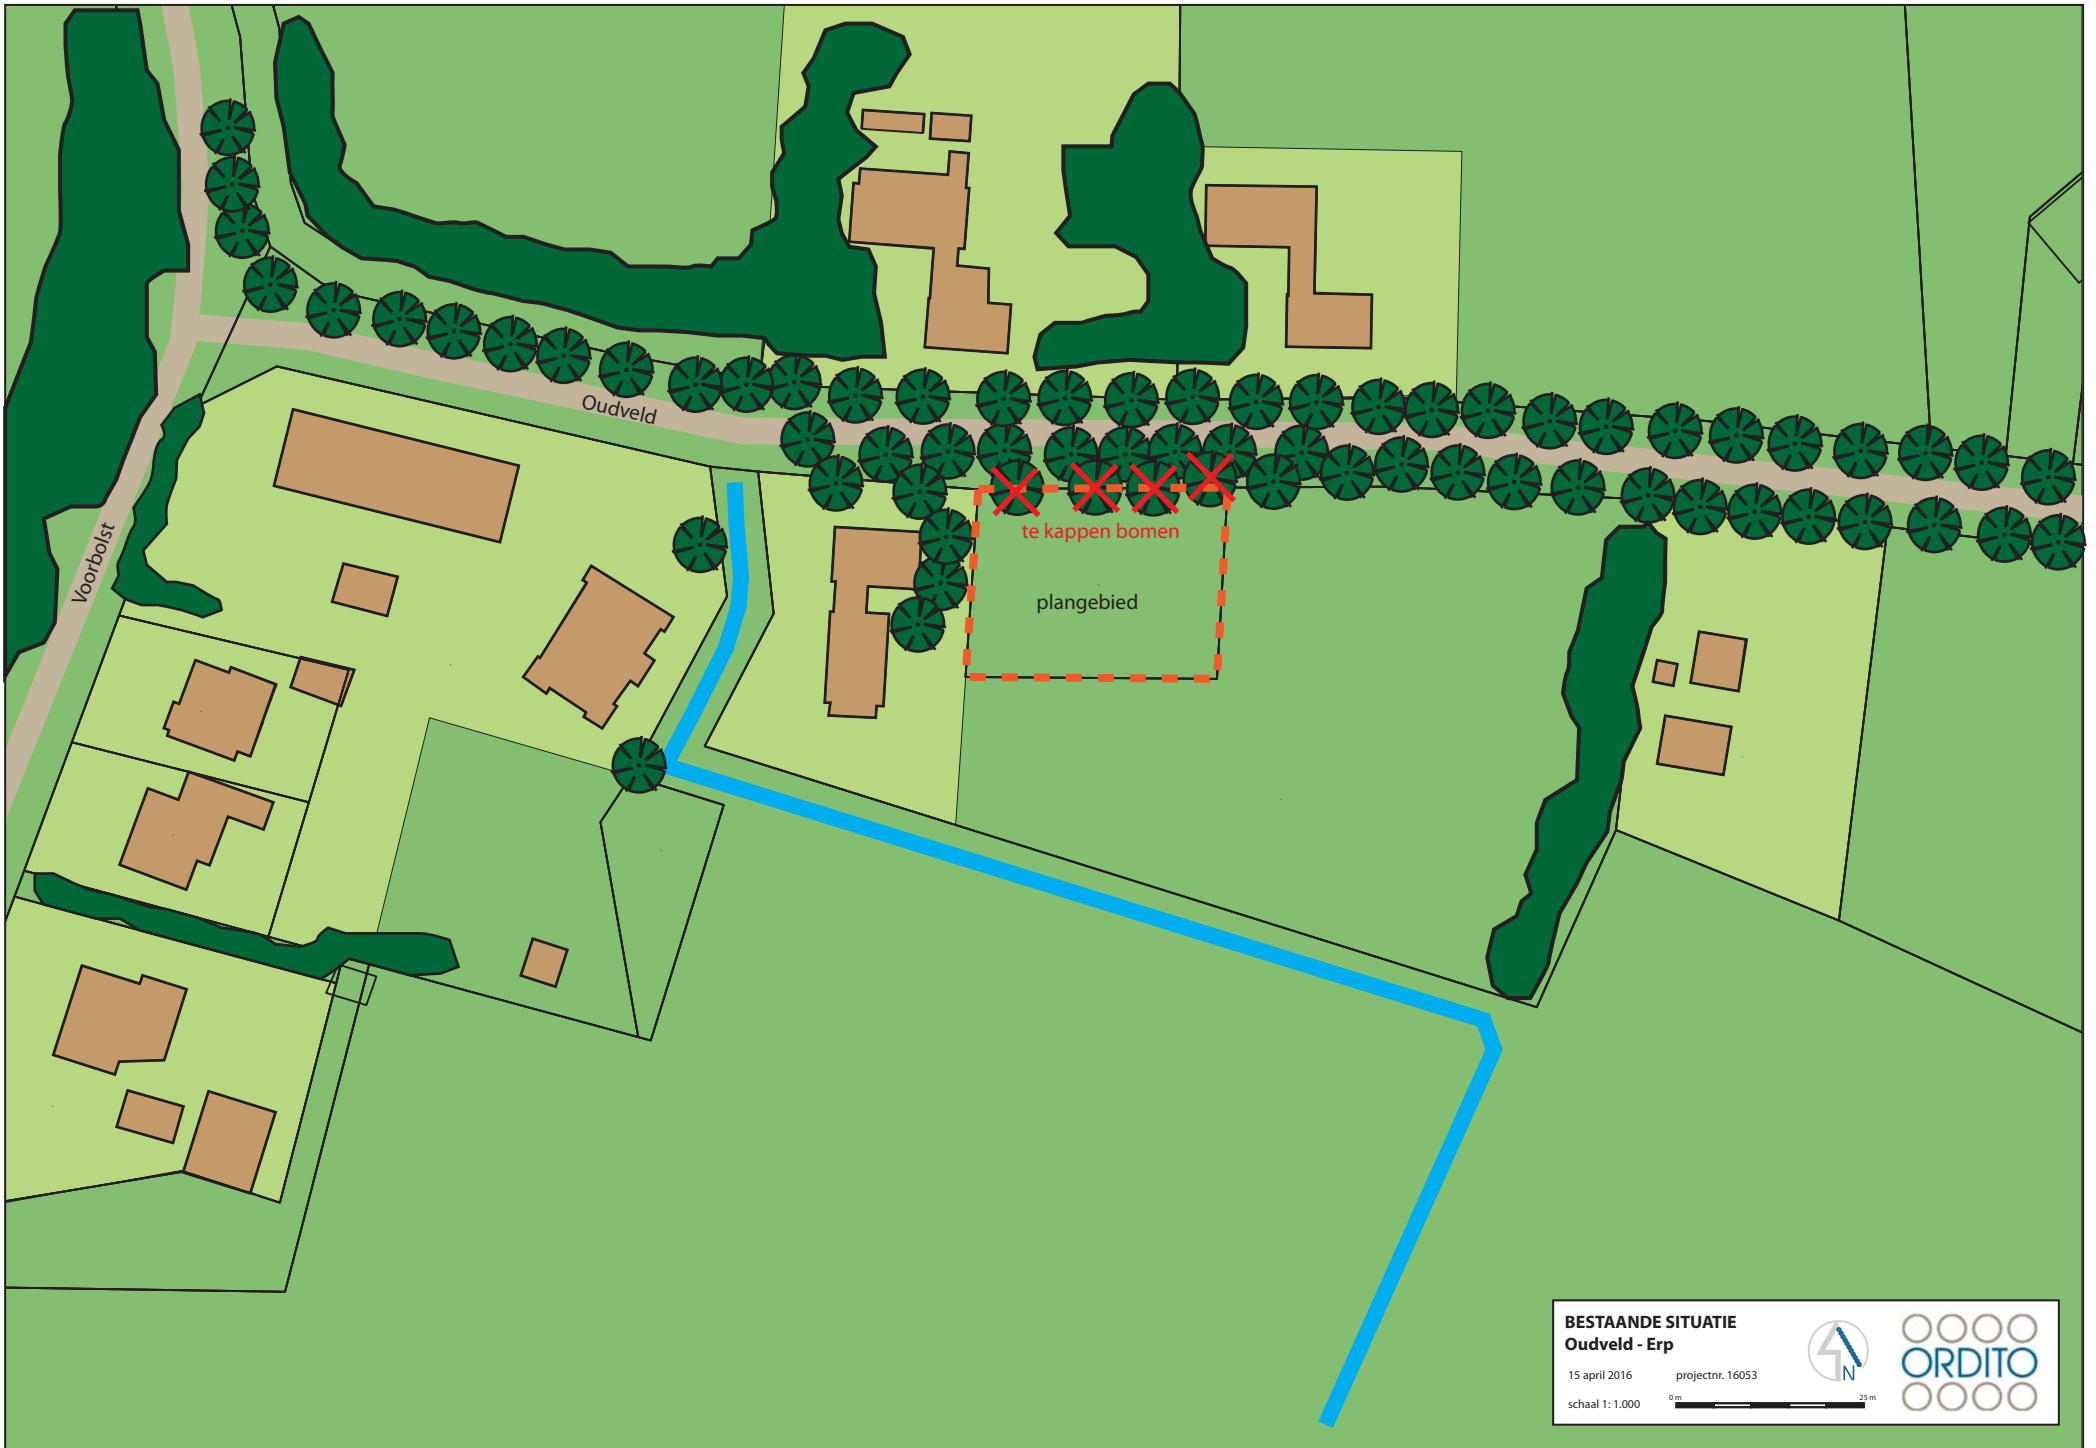 Oudveld
Voorbolst
te kappen bomen
plangebied
BESTAANDE SITUATIE
Oudveld - Erp
15 april 2016 projectnr. 16053
schaal 1: 1.000
0 m 25 m
N
ORDITO